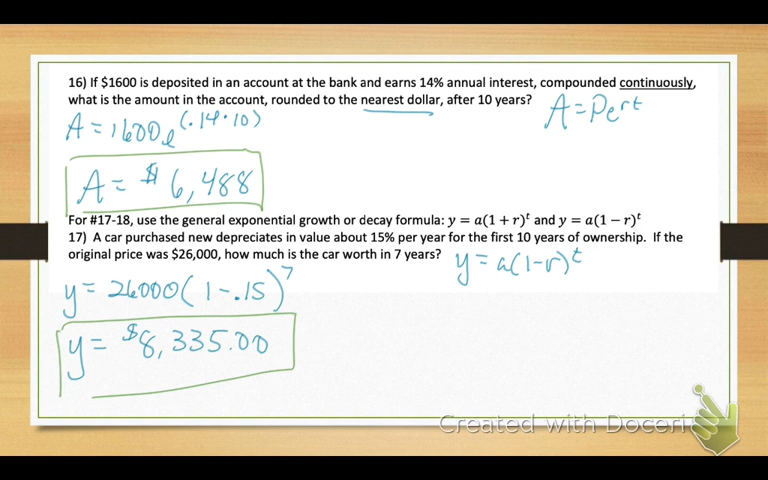 16) If $1600 is deposited in an account at the bank and earns 14% annual interest, compounded continuously,
what is the amount in the account, rounded to the nearest dollar, after 10 years?
A = Pe^rt
A = 1600e^(.14·10)
A = $6,488
For #17-18, use the general exponential growth or decay formula: y = a(1 + r)^t and y = a(1 − r)^t
17) A car purchased new depreciates in value about 15% per year for the first 10 years of ownership. If the
original price was $26,000, how much is the car worth in 7 years?
y = a(1-r)^t
y = 26000(1-.15)^7
y = $8,335.00
Created with Doceri